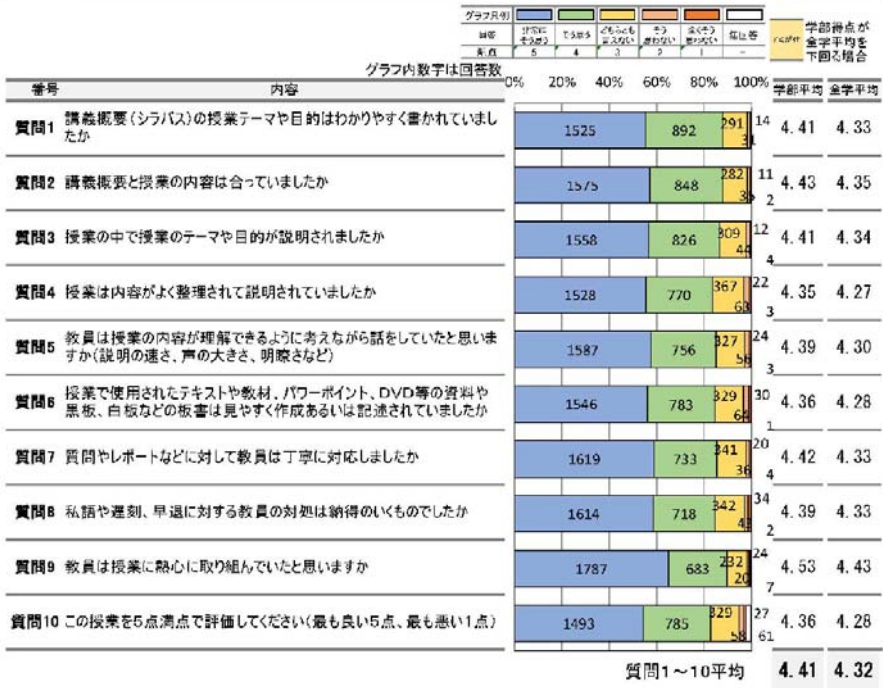 グラフ凡例
回答 非常にそう思う そう思う どちらとも言えない そう思わない 全くそう思わない 無回答
配点 5 4 3 2 1 －
学部得点が
全学平均を
下回る場合
グラフ内数字は回答数
0% 20% 40% 60% 80% 100%
番号 内容 学部平均 全学平均
質問1 講義概要(シラバス)の授業テーマや目的はわかりやすく書かれていましたか 1525 892 291 31 14 4.41 4.33
質問2 講義概要と授業の内容は合っていましたか 1575 848 282 11 2 4.43 4.35
質問3 授業の中で授業のテーマや目的が説明されましたか 1558 826 309 44 12 4 4.41 4.34
質問4 授業は内容がよく整理されて説明されていましたか 1528 770 367 63 22 3 4.35 4.27
質問5 教員は授業の内容が理解できるように考えながら話をしていたと思いますか(説明の速さ、声の大きさ、明瞭さなど) 1587 756 327 56 24 3 4.39 4.30
質問6 授業で使用されたテキストや教材、パワーポイント、DVD等の資料や黒板、白板などの板書は見やすく作成あるいは記述されていましたか 1546 783 329 64 30 1 4.36 4.28
質問7 質問やレポートなどに対して教員は丁寧に対応しましたか 1619 733 341 36 20 4 4.42 4.33
質問8 私語や遅刻、早退に対する教員の対処は納得のいくものでしたか 1614 718 342 34 2 4.39 4.33
質問9 教員は授業に熱心に取り組んでいたと思いますか 1787 683 232 20 24 7 4.53 4.43
質問10 この授業を5点満点で評価してください(最も良い5点、最も悪い1点) 1493 785 329 58 27 61 4.36 4.28
質問1～10平均 4.41 4.32